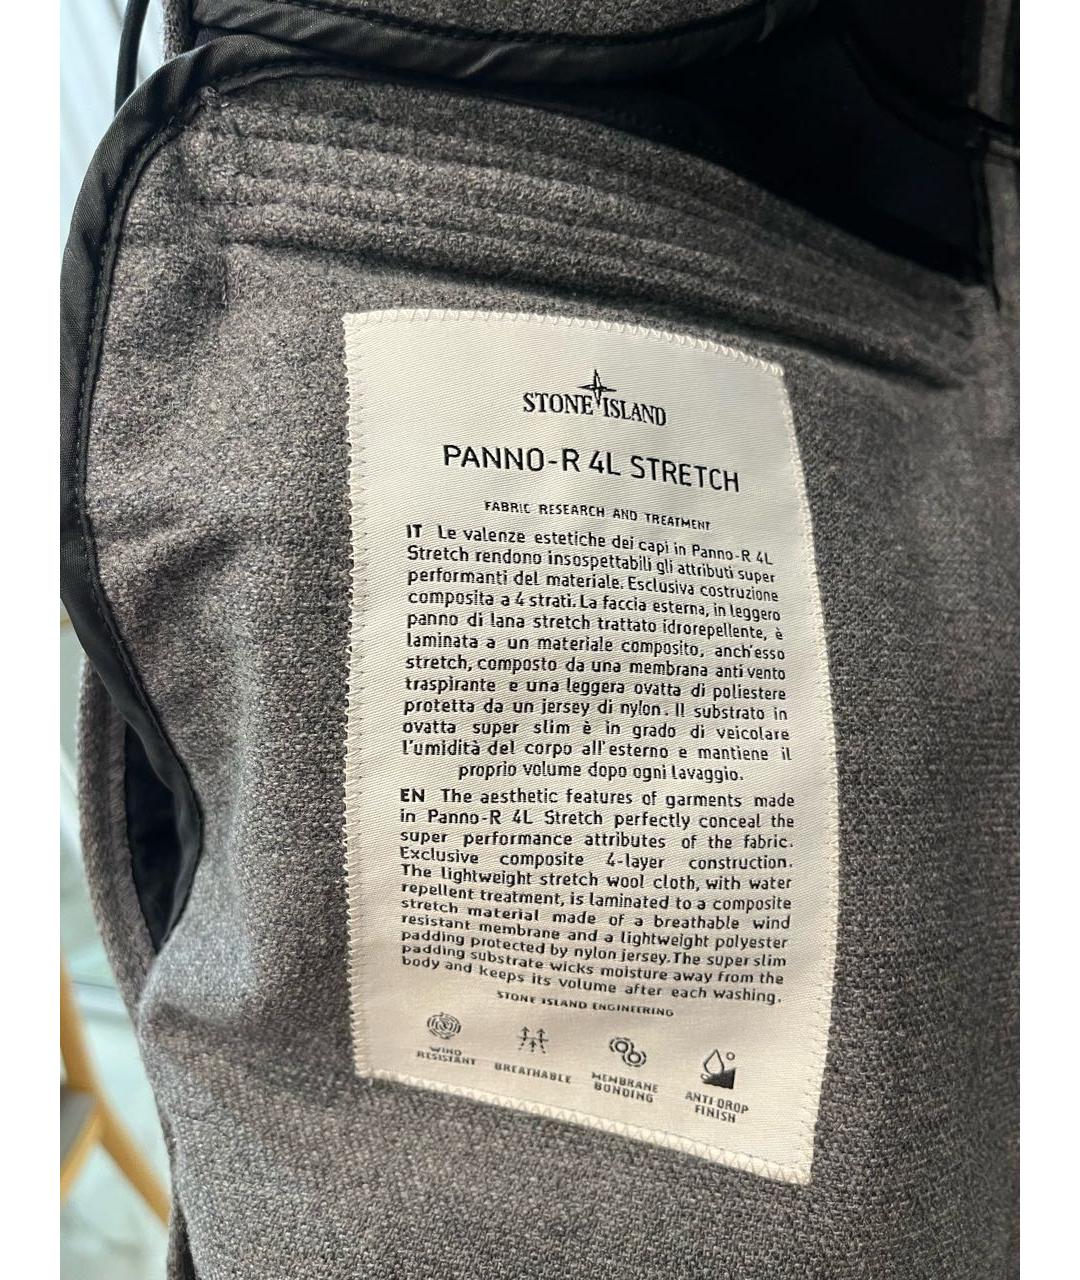 STONE ISLAND
PANNO-R 4L STRETCH
FABRIC RESEARCH AND TREATMENT
IT Le valenze estetiche dei capi in Panno-R 4L
Stretch rendono insospettabili gli attributi super
performanti del materiale. Esclusiva costruzione
composita a 4 strati. La faccia esterna, in leggero
panno di lana stretch trattato idrorepellente, è
laminata a un materiale composito, anch'esso
stretch, composto da una membrana anti vento
traspirante e una leggera ovatta di poliestere
protetta da un jersey di nylon. Il substrato in
ovatta super slim è in grado di veicolare
l'umidità del corpo all'esterno e mantiene il
proprio volume dopo ogni lavaggio.
EN The aesthetic features of garments made
in Panno-R 4L Stretch perfectly conceal the
super performance attributes of the fabric.
Exclusive composite 4-layer construction.
The lightweight stretch wool cloth, with water
repellent treatment, is laminated to a composite
stretch material made of a breathable wind
resistant membrane and a lightweight polyester
padding protected by nylon jersey. The super slim
padding substrate wicks moisture away from the
body and keeps its volume after each washing.
STONE ISLAND ENGINEERING
WIND
RESISTANT
BREATHABLE
MEMBRANE
BONDING
ANTI-DROP
FINISH